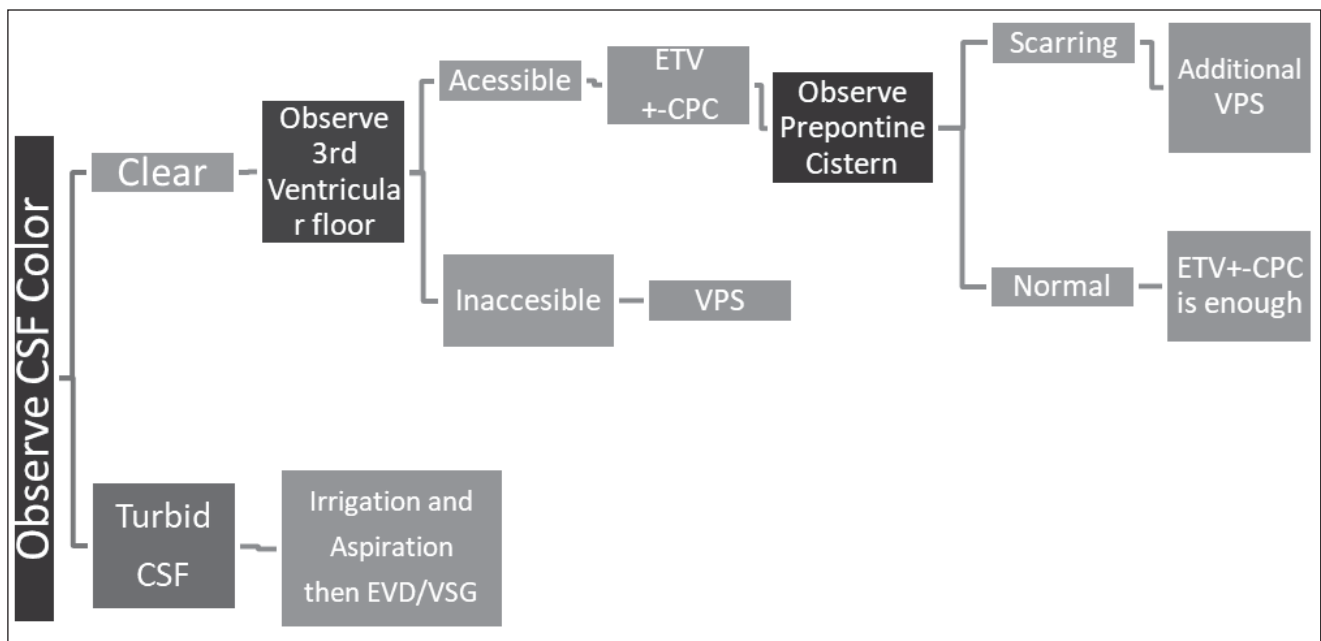 Observe CSF Color
Clear
Turbid
CSF
Observe
3rd
Ventricula
r floor
Irrigation and
Aspiration
then EVD/VSG
Acessible
Inaccesible
ETV
+-CPC
VPS
Observe
Prepontine
Cistern
Scarring
Normal
Additional
VPS
ETV+-CPC
is enough